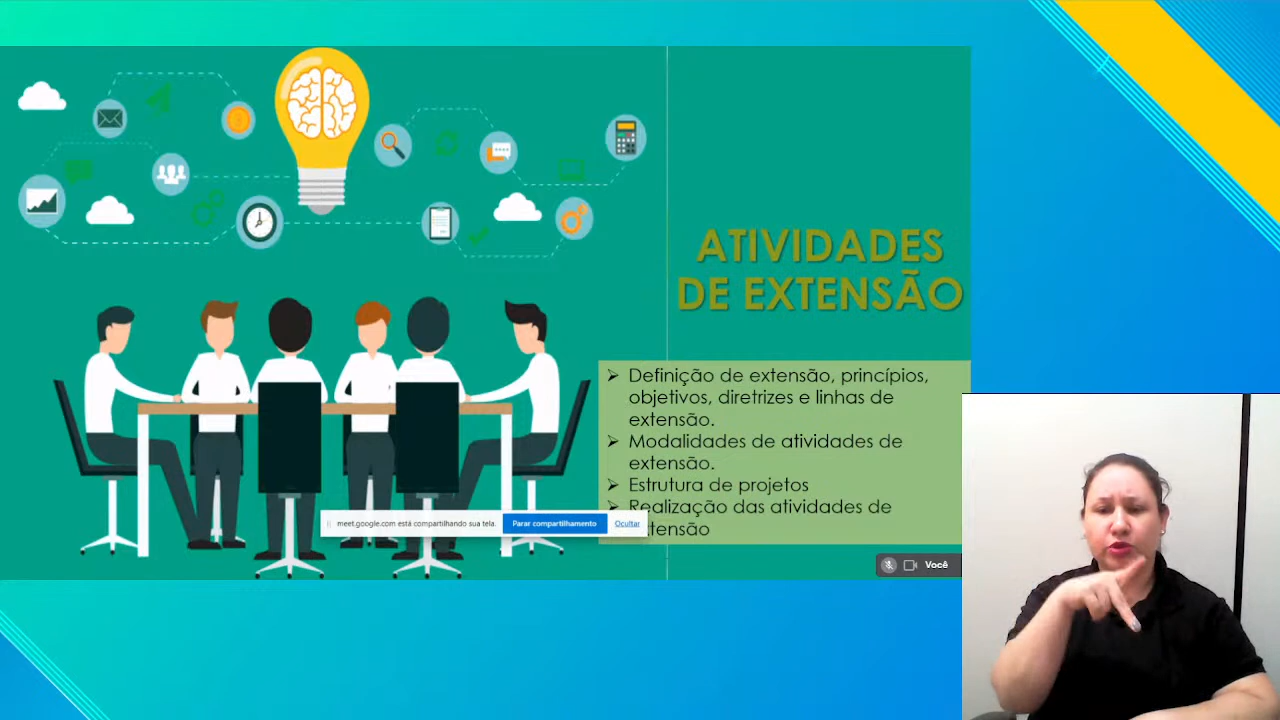 ATIVIDADES
DE EXTENSÃO
➢ Definição de extensão, princípios,
objetivos, diretrizes e linhas de
extensão.
➢ Modalidades de atividades de
extensão.
➢ Estrutura de projetos
➢ Realização das atividades de
extensão
meet.google.com está compartilhando sua tela.
Parar compartilhamento
Ocultar
Você